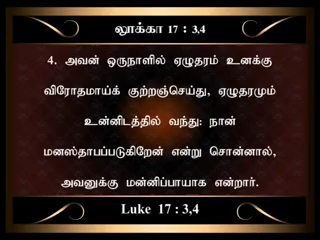 லூக்கா 17 : 3,4
4. அவன் ஒருநாளில் ஏழுதரம் உனக்கு
விரோதமாய்க் குற்றஞ்செய்து, ஏழுதரமும்
உன்னிடத்தில் வந்து: நான்
மனஸ்தாபப்படுகிறேன் என்று சொன்னால்,
அவனுக்கு மன்னிப்பாயாக என்றார்.
Luke 17 : 3,4